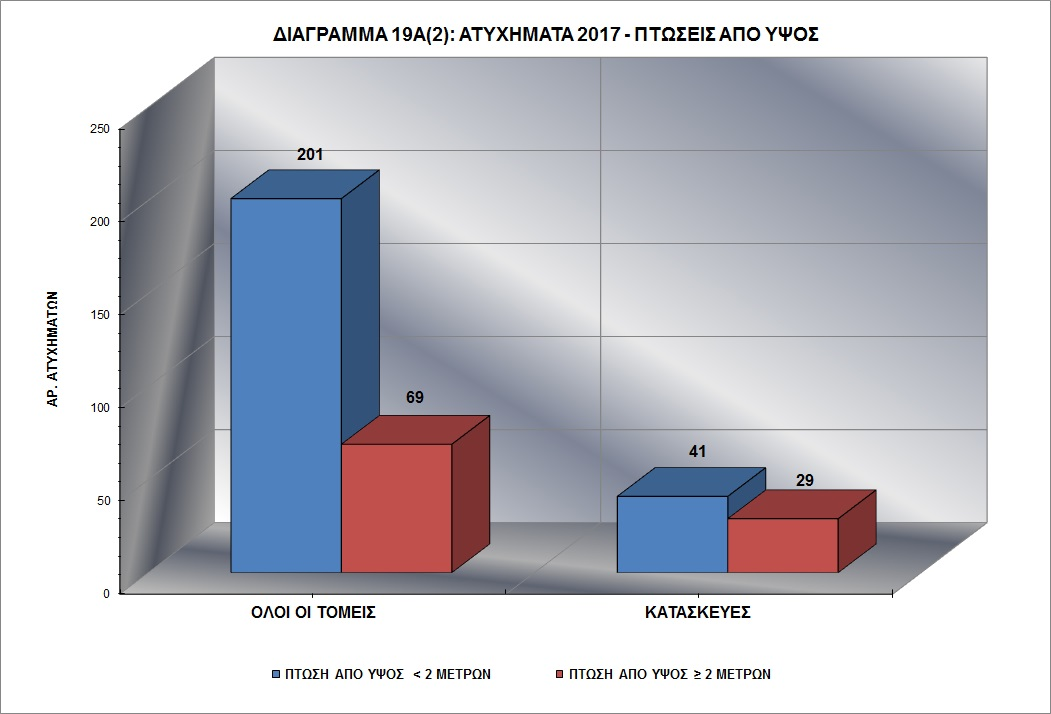 ΔΙΑΓΡΑΜΜΑ 19Α(2): ΑΤΥΧΗΜΑΤΑ 2017 - ΠΤΩΣΕΙΣ ΑΠΟ ΥΨΟΣ
ΑΡ. ΑΤΥΧΗΜΑΤΩΝ
250
200
150
100
50
0
201
69
41
29
ΟΛΟΙ ΟΙ ΤΟΜΕΙΣ
ΚΑΤΑΣΚΕΥΕΣ
ΠΤΩΣΗ ΑΠΟ ΥΨΟΣ < 2 ΜΕΤΡΩΝ
ΠΤΩΣΗ ΑΠΟ ΥΨΟΣ ≥ 2 ΜΕΤΡΩΝ